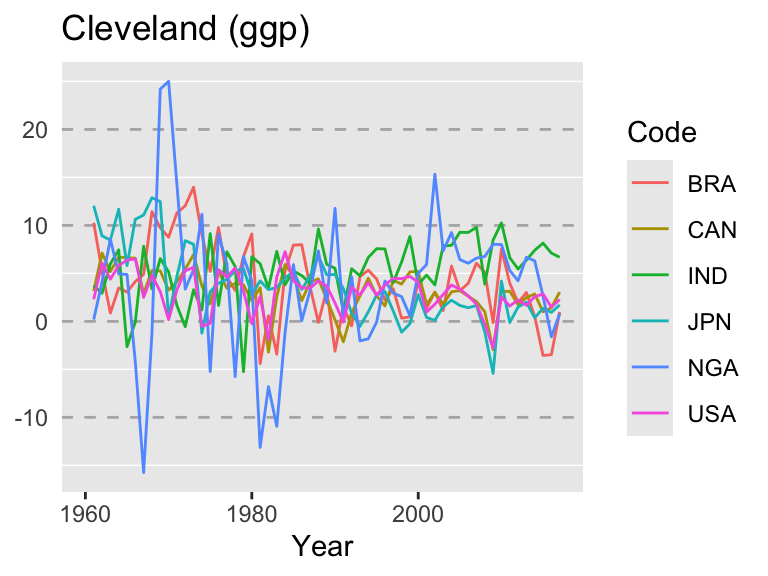 Cleveland (ggp)
20
10
0
-10
1960 1980 2000
Year
Code
BRA
CAN
IND
JPN
NGA
USA